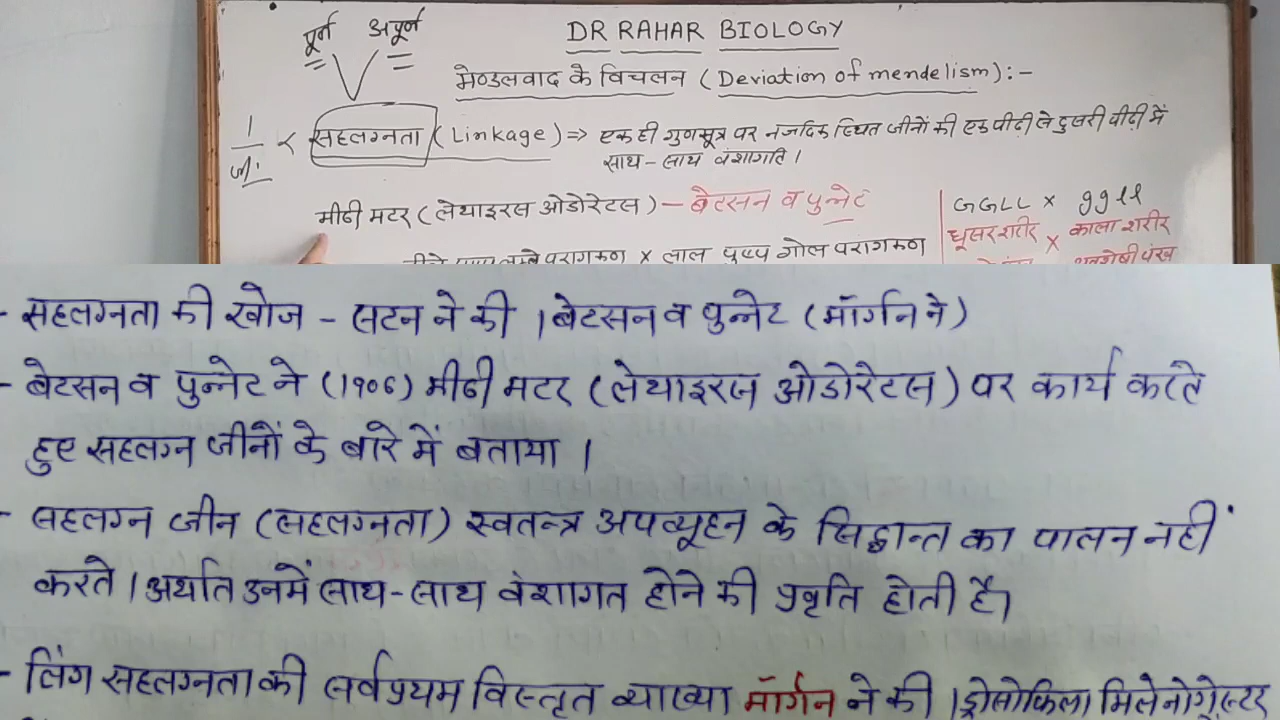 पूर्न अपूर्न
DR RAHAR BIOLOGY
मेण्डलवाद के विचलन (Deviation of mendelism):-
सहलग्नता (Linkage) => एक ही गुणसूत्र पर नजदिक स्थित जीनों की एक पीढी से दुसरी पीढी में
साथ-साथ वंशागति।
मीठी मटर (लेथाइरस ओडोरेटस) - बेटसन व पुन्नेट
GGLL x ggll
धूसर शरीर x काला शरीर
x लाल पुष्प गोल परागकण
अवशेषी पंख
- सहलग्नता की खोज - सटन ने की । बेटसन व पुन्नेट (मॉर्गन ने)
- बेटसन व पुन्नेट ने (1906) मीठी मटर (लेथाइरस ओडोरेटस) पर कार्य करते
हुए सहलग्न जीनों के बारे में बताया ।
- सहलग्न जीन (सहलग्नता) स्वतन्त्र अपव्यूहन के सिद्वान्त का पालन नहीं
करते । अर्थात उनमें साथ-साथ वंशागत होने की प्रवृति होती है।
- लिंग सहलग्नता की सर्वप्रथम विस्तृत व्याख्या मॉर्गन ने की । ड्रोसोफिला मिलेनोगेस्टर